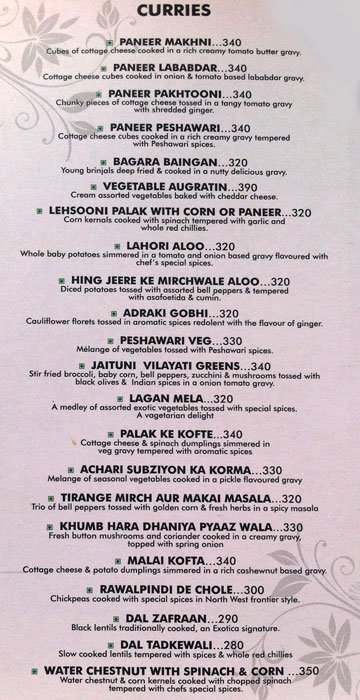 CURRIES
PANEER MAKHNI...340
Cubes of cottage cheese cooked in a rich creamy tomato butter gravy.
PANEER LABABDAR...340
Cottage cheese cubes cooked in onion & tomato based lababdar gravy.
PANEER PAKHTOONI...340
Chunky pieces of cottage cheese tossed in a tangy tomato gravy
with shredded ginger.
PANEER PESHAWARI...340
Cottage cheese cubes cooked in a rich creamy gravy tempered
with Peshawari spices.
BAGARA BAINGAN...320
Young brinjals deep fried & cooked in a nutty delicious gravy.
VEGETABLE AUGRATIN...390
Cream assorted vegetables baked with cheddar cheese.
LEHSOONI PALAK WITH CORN OR PANEER...320
Corn kernals cooked with spinach tempered with garlic and
whole red chillies.
LAHORI ALOO...320
Whole baby potatoes simmered in a tomato and onion based gravy flavoured with
chef's special spices.
HING JEERE KE MIRCHWALE ALOO...320
Diced potatoes tossed with assorted bell peppers & tempered
with asafoetida & cumin.
ADRAKI GOBHI...320
Cauliflower florets tossed in aromatic spices redolent with the flavour of ginger.
PESHAWARI VEG...330
Mélange of vegetables tossed with Peshawari spices.
JAITUNI VILAYATI GREENS...340
Stir fried broccoli, baby corn, bell peppers, zucchini & mushrooms tossed with
black olives & Indian spices in a onion tomato gravy.
LAGAN MELA...320
A medley of assorted exotic vegetables tossed with special spices.
A vagetarian delight
PALAK KE KOFTE...340
Cottage cheese & spinach dumplings simmered in
veg gravy tempered with aromatic spices
ACHARI SUBZIYON KA KORMA...330
Melange of seasonal vegetables cooked in a pickle flavoured gravy
TIRANGE MIRCH AUR MAKAI MASALA...320
Trio of bell peppers tossed with golden corn & fresh herbs in a spicy masala
KHUMB HARA DHANIYA PYAAZ WALA...330
Fresh button mushrooms and coriander cooked in a creamy gravy,
topped with spring onion
MALAI KOFTA...340
Cottage cheese & potato dumplings simmered in a rich cashewnut based gravy.
RAWALPINDI DE CHOLE...300
Chickpeas cooked with special spices in North West frontier style.
DAL ZAFRAAN...290
Black lentils traditionally cooked, an Exotica signature.
DAL TADKEWALI...280
Slow cooked lentils tempered with spices & whole red chillies
WATER CHESTNUT WITH SPINACH & CORN ...350
Water chestnut & corn kernels cooked with chopped spinach
tempered with chefs special spices.